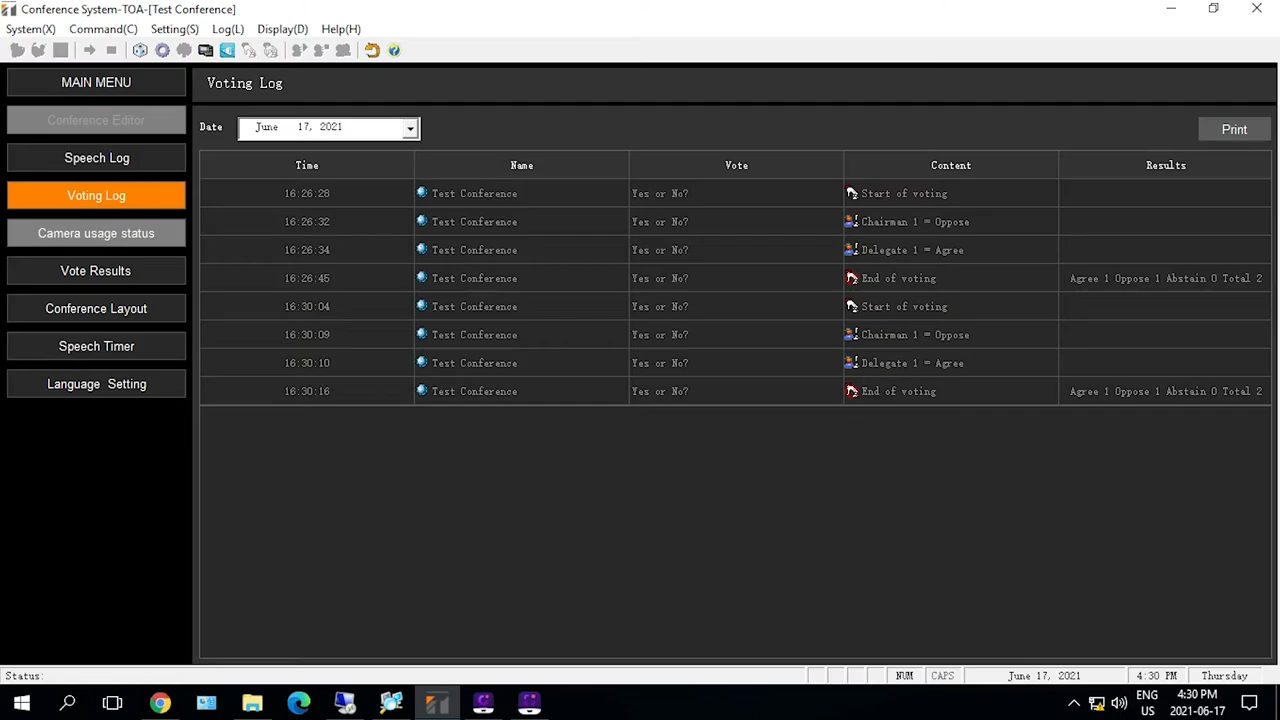 Conference System-TOA-[Test Conference]
System(X) Command(C) Setting(S) Log(L) Display(D) Help(H)
MAIN MENU
Conference Editor
Speech Log
Voting Log
Camera usage status
Vote Results
Conference Layout
Speech Timer
Language Setting
Voting Log
Date June 17, 2021
Print
Time Name Vote Content Results
16:26:28 Test Conference Yes or No? Start of voting
16:26:32 Test Conference Yes or No? Chairman 1 = Oppose
16:26:34 Test Conference Yes or No? Delegate 1 = Agree
16:26:45 Test Conference Yes or No? End of voting Agree 1 Oppose 1 Abstain 0 Total 2
16:30:04 Test Conference Yes or No? Start of voting
16:30:09 Test Conference Yes or No? Chairman 1 = Oppose
16:30:10 Test Conference Yes or No? Delegate 1 = Agree
16:30:16 Test Conference Yes or No? End of voting Agree 1 Oppose 1 Abstain 0 Total 2
Status: NUM CAPS June 17, 2021 4:30 PM Thursday
ENG 4:30 PM
US 2021-06-17